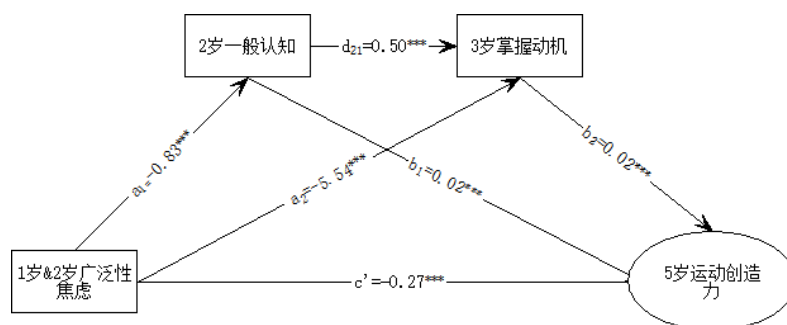 2岁一般认知
d21=0.50***
3岁掌握动机
a1=-0.83***
a2=-5.54***
b1=0.02***
b2=0.02***
1岁&2岁广泛性
焦虑
c'=-0.27***
5岁运动创造
力